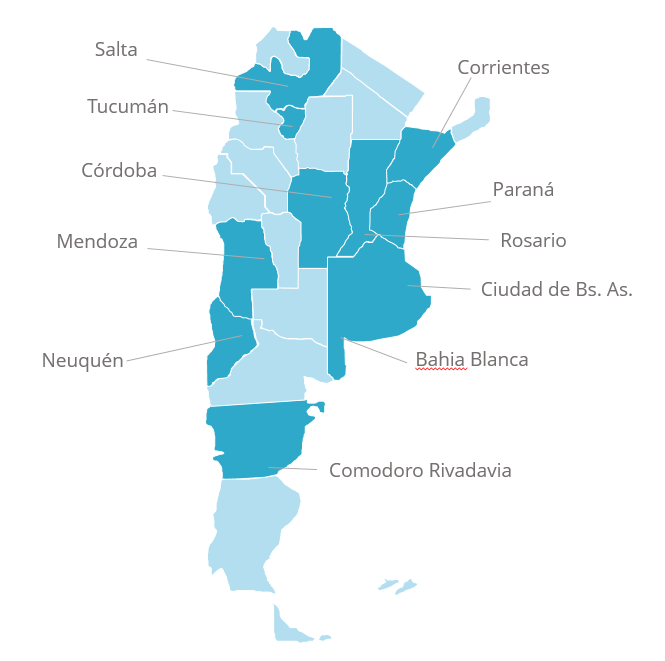 Salta
Corrientes
Tucumán
Córdoba
Paraná
Mendoza
Rosario
Ciudad de Bs. As.
Neuquén
Bahia Blanca
Comodoro Rivadavia